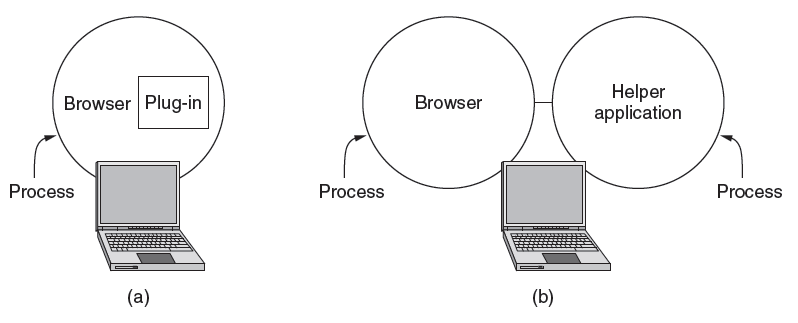 Browser
Plug-in
Process
(a)
Browser
Helper
application
Process
Process
(b)